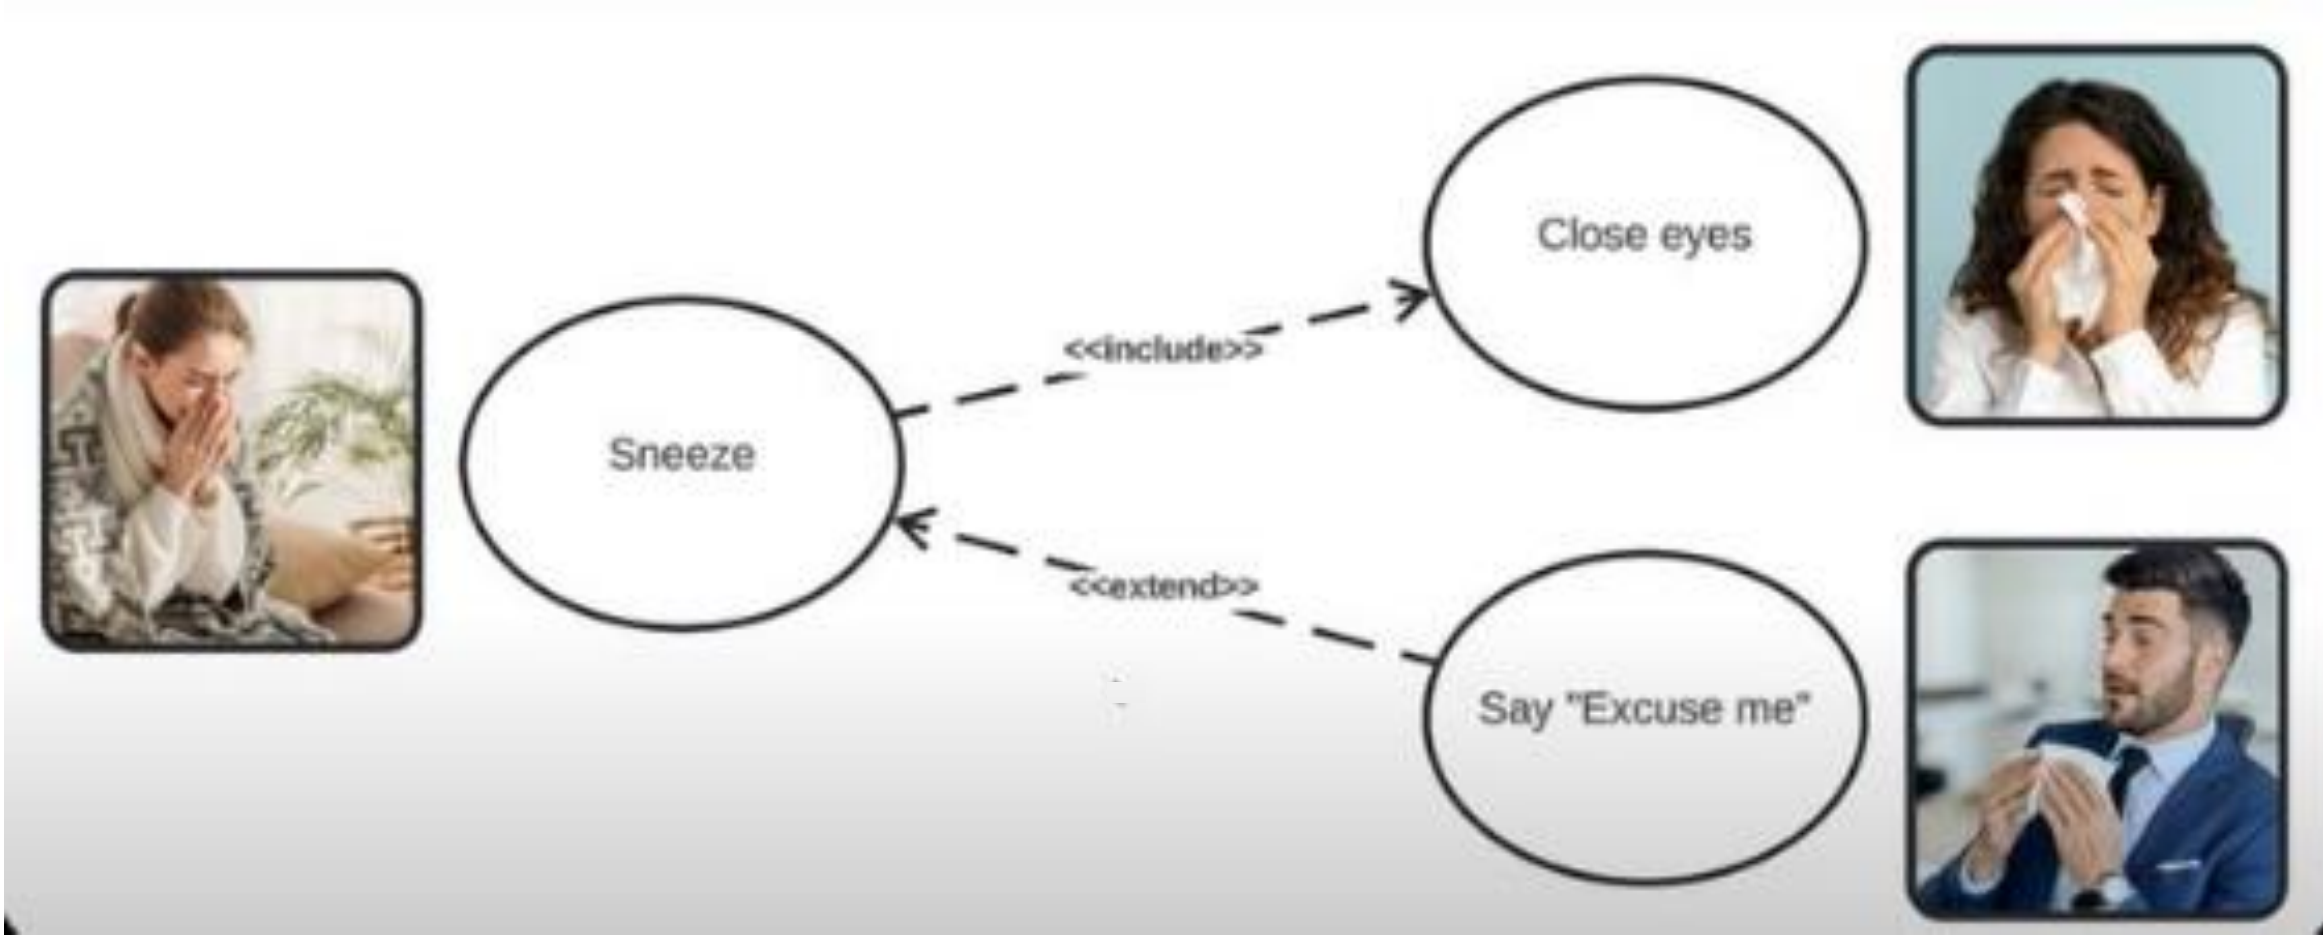 Close eyes
<<include>>
Sneeze
<<extend>>
Say "Excuse me"